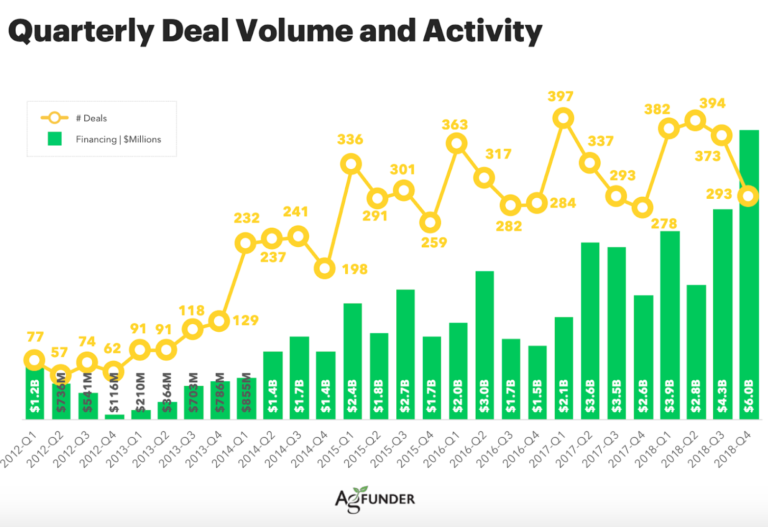 Quarterly Deal Volume and Activity
# Deals
Financing | $Millions
77
57
74
62
91
91
118
129
232
237
241
198
336
291
301
259
363
317
282
284
397
337
293
278
382
394
373
293
$1.2B
$736M
$541M
$116M
$210M
$364M
$703M
$786M
$855M
$1.4B
$1.7B
$1.4B
$2.4B
$1.8B
$2.7B
$1.7B
$2.0B
$3.0B
$1.7B
$1.5B
$2.1B
$3.6B
$3.5B
$2.6B
$3.9B
$2.8B
$4.3B
$6.0B
2012-Q1
2012-Q2
2012-Q3
2012-Q4
2013-Q1
2013-Q2
2013-Q3
2013-Q4
2014-Q1
2014-Q2
2014-Q3
2014-Q4
2015-Q1
2015-Q2
2015-Q3
2015-Q4
2016-Q1
2016-Q2
2016-Q3
2016-Q4
2017-Q1
2017-Q2
2017-Q3
2017-Q4
2018-Q1
2018-Q2
2018-Q3
2018-Q4
AgFUNDER